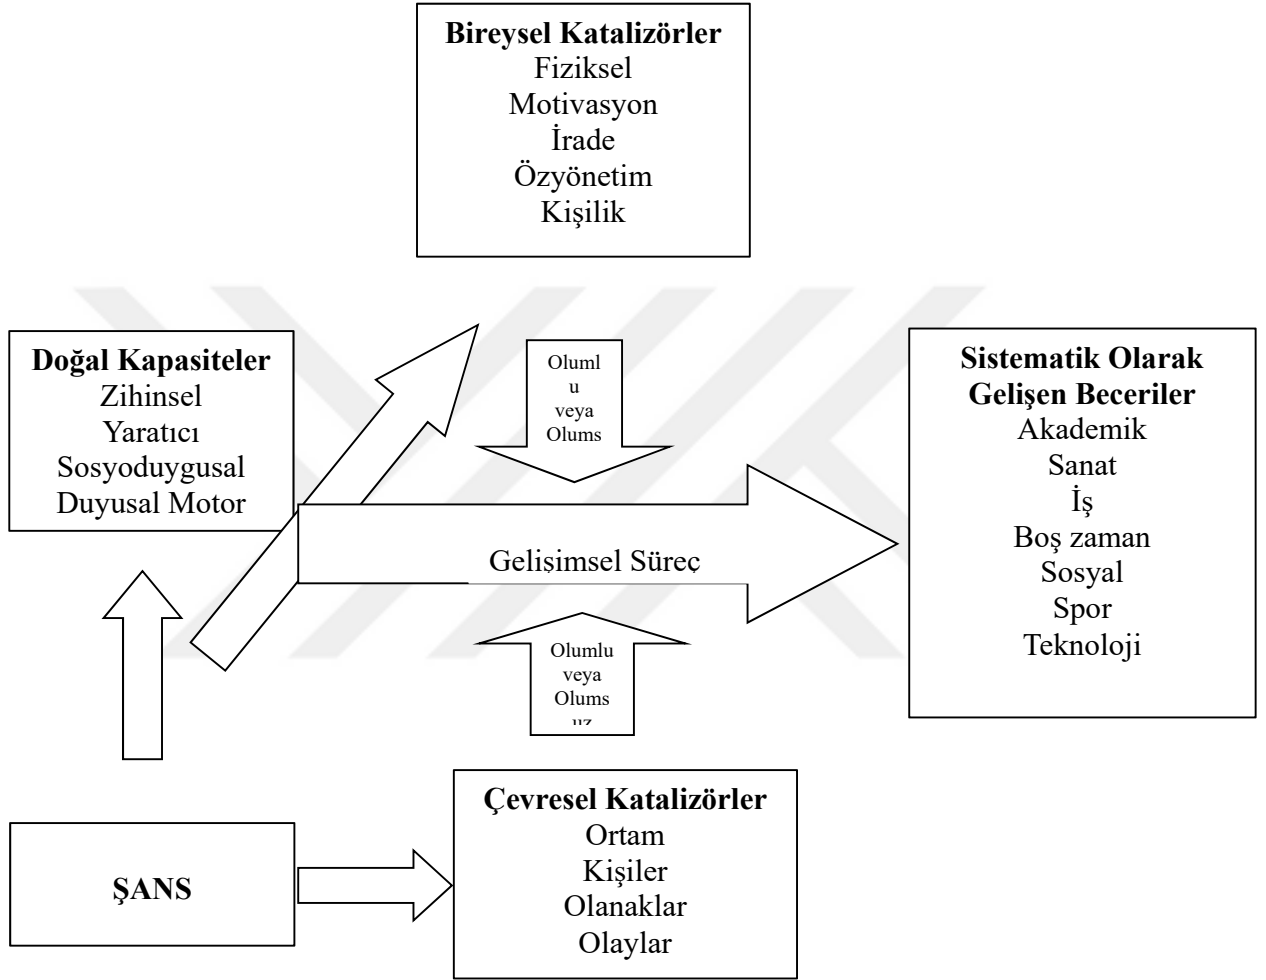 Bireysel Katalizörler
Fiziksel
Motivasyon
İrade
Özyönetim
Kişilik
Doğal Kapasiteler
Zihinsel
Yaratıcı
Sosyoduygusal
Duyusal Motor
Oluml
u
veya
Olums
Sistematik Olarak
Gelişen Beceriler
Akademik
Sanat
İş
Boş zaman
Sosyal
Spor
Teknoloji
Gelişimsel Süreç
Olumlu
veya
Olums
uz
Çevresel Katalizörler
Ortam
Kişiler
Olanaklar
Olaylar
ŞANS